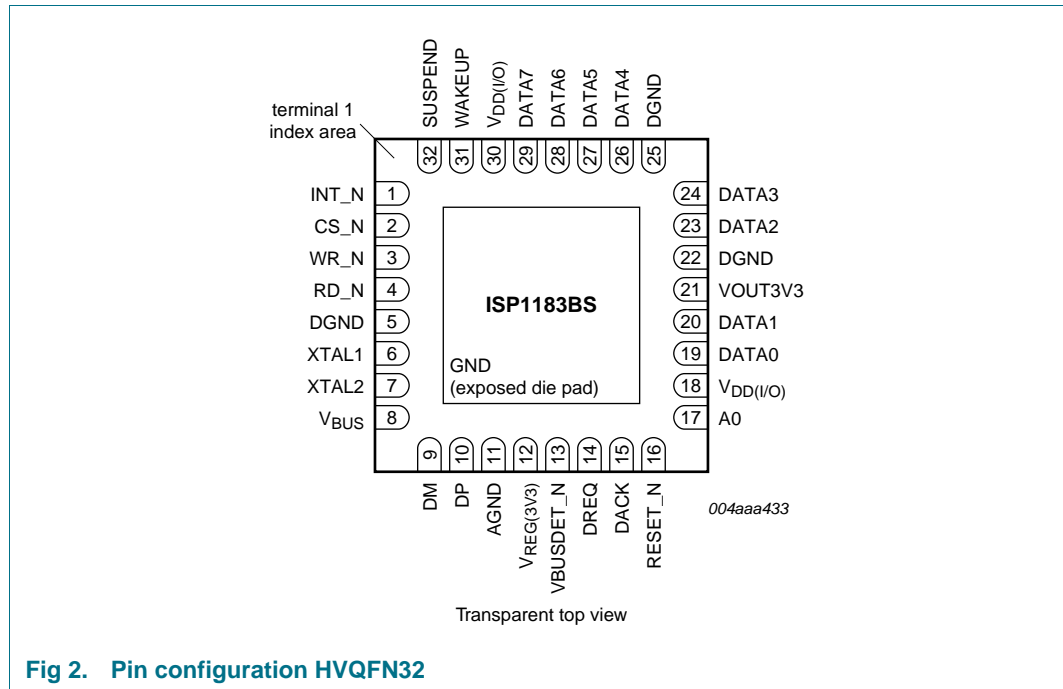 SUSPEND
WAKEUP
VDD(I/O)
DATA7
DATA6
DATA5
DATA4
DGND
terminal 1
index area
32
31
30
29
28
27
26
25
INT_N 1
CS_N 2
WR_N 3
RD_N 4
DGND 5
XTAL1 6
XTAL2 7
VBUS 8
24 DATA3
23 DATA2
22 DGND
21 VOUT3V3
20 DATA1
19 DATA0
18 VDD(I/O)
17 A0
ISP1183BS
GND
(exposed die pad)
9
10
11
12
13
14
15
16
DM
DP
AGND
VREG(3V3)
VBUSDET_N
DREQ
DACK
RESET_N
004aaa433
Transparent top view
Fig 2. Pin configuration HVQFN32